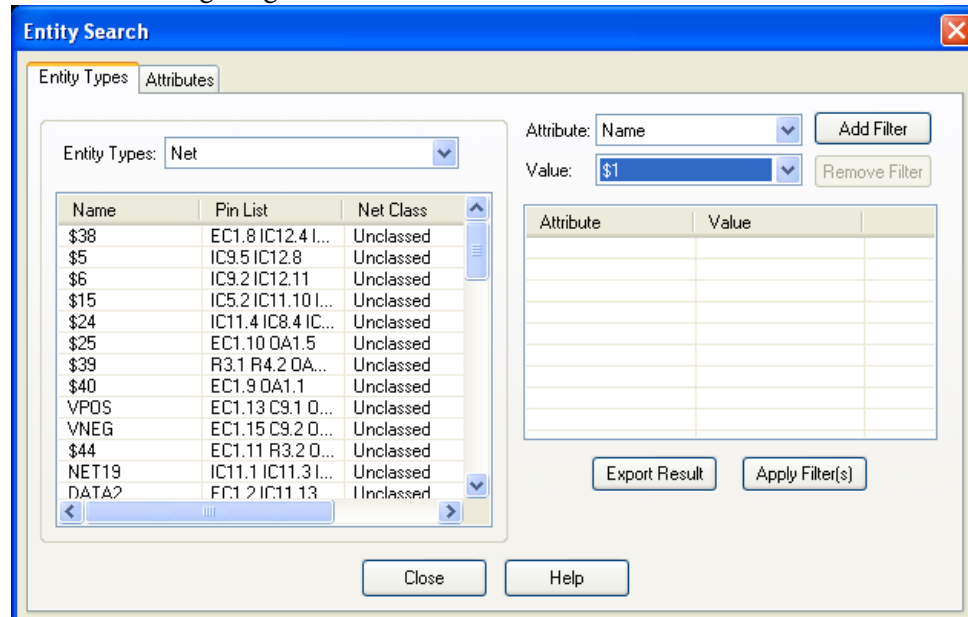 Entity Search
Entity Types Attributes
Entity Types: Net
Name Pin List Net Class
$38 EC1.8 IC12.4 I... Unclassed
$5 IC9.5 IC12.8 Unclassed
$6 IC9.2 IC12.11 Unclassed
$15 IC5.2 IC11.10 I... Unclassed
$24 IC11.4 IC8.4 IC... Unclassed
$25 EC1.10 OA1.5 Unclassed
$39 R3.1 R4.2 OA... Unclassed
$40 EC1.9 OA1.1 Unclassed
VPOS EC1.13 C9.1 O... Unclassed
VNEG EC1.15 C9.2 O... Unclassed
$44 EC1.11 R3.2 O... Unclassed
NET19 IC11.1 IC11.3 I... Unclassed
DATA2 EC1.2 IC11.13 Unclassed
Attribute: Name Add Filter
Value: $1 Remove Filter
Attribute Value
Export Result Apply Filter(s)
Close Help